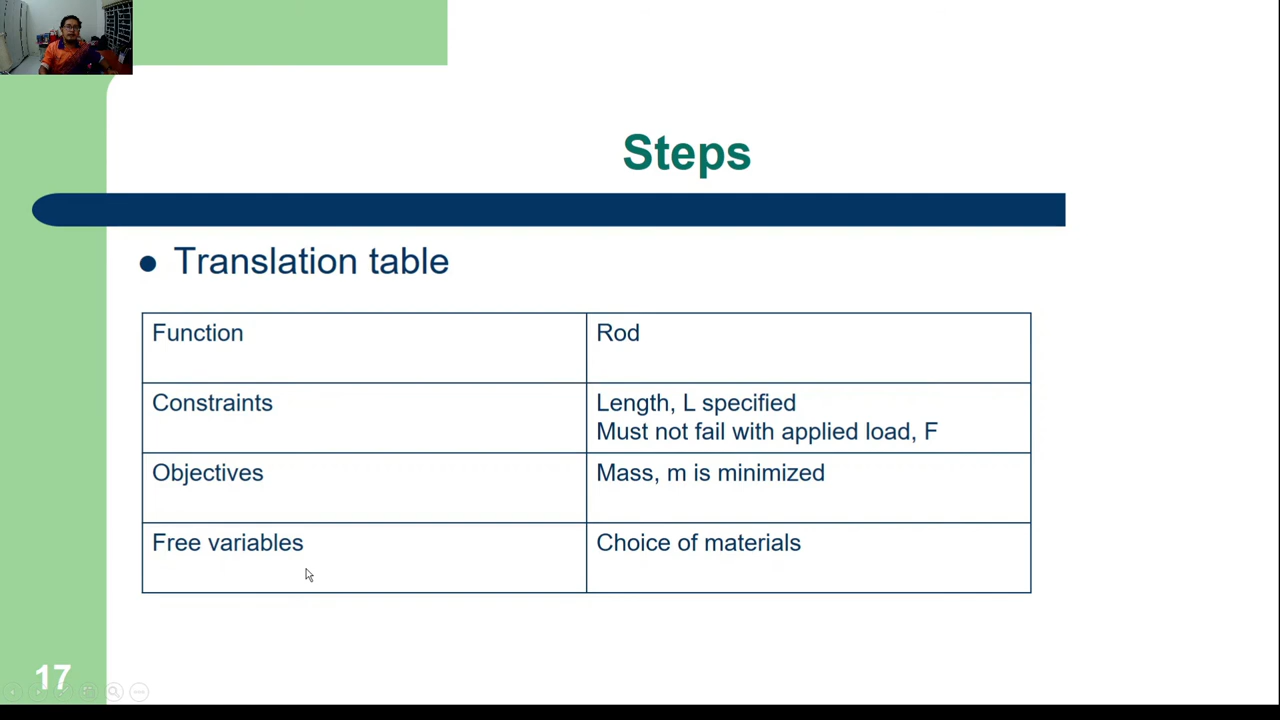 Steps
Translation table
Function
Rod
Constraints
Length, L specified
Must not fail with applied load, F
Objectives
Mass, m is minimized
Free variables
Choice of materials
17